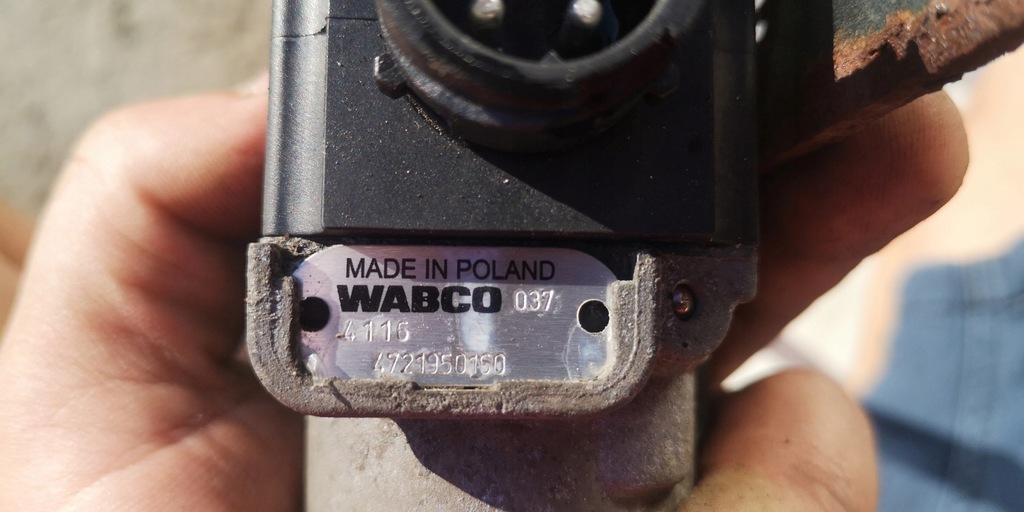 MADE IN POLAND
WABCO 037
4116
4721950160